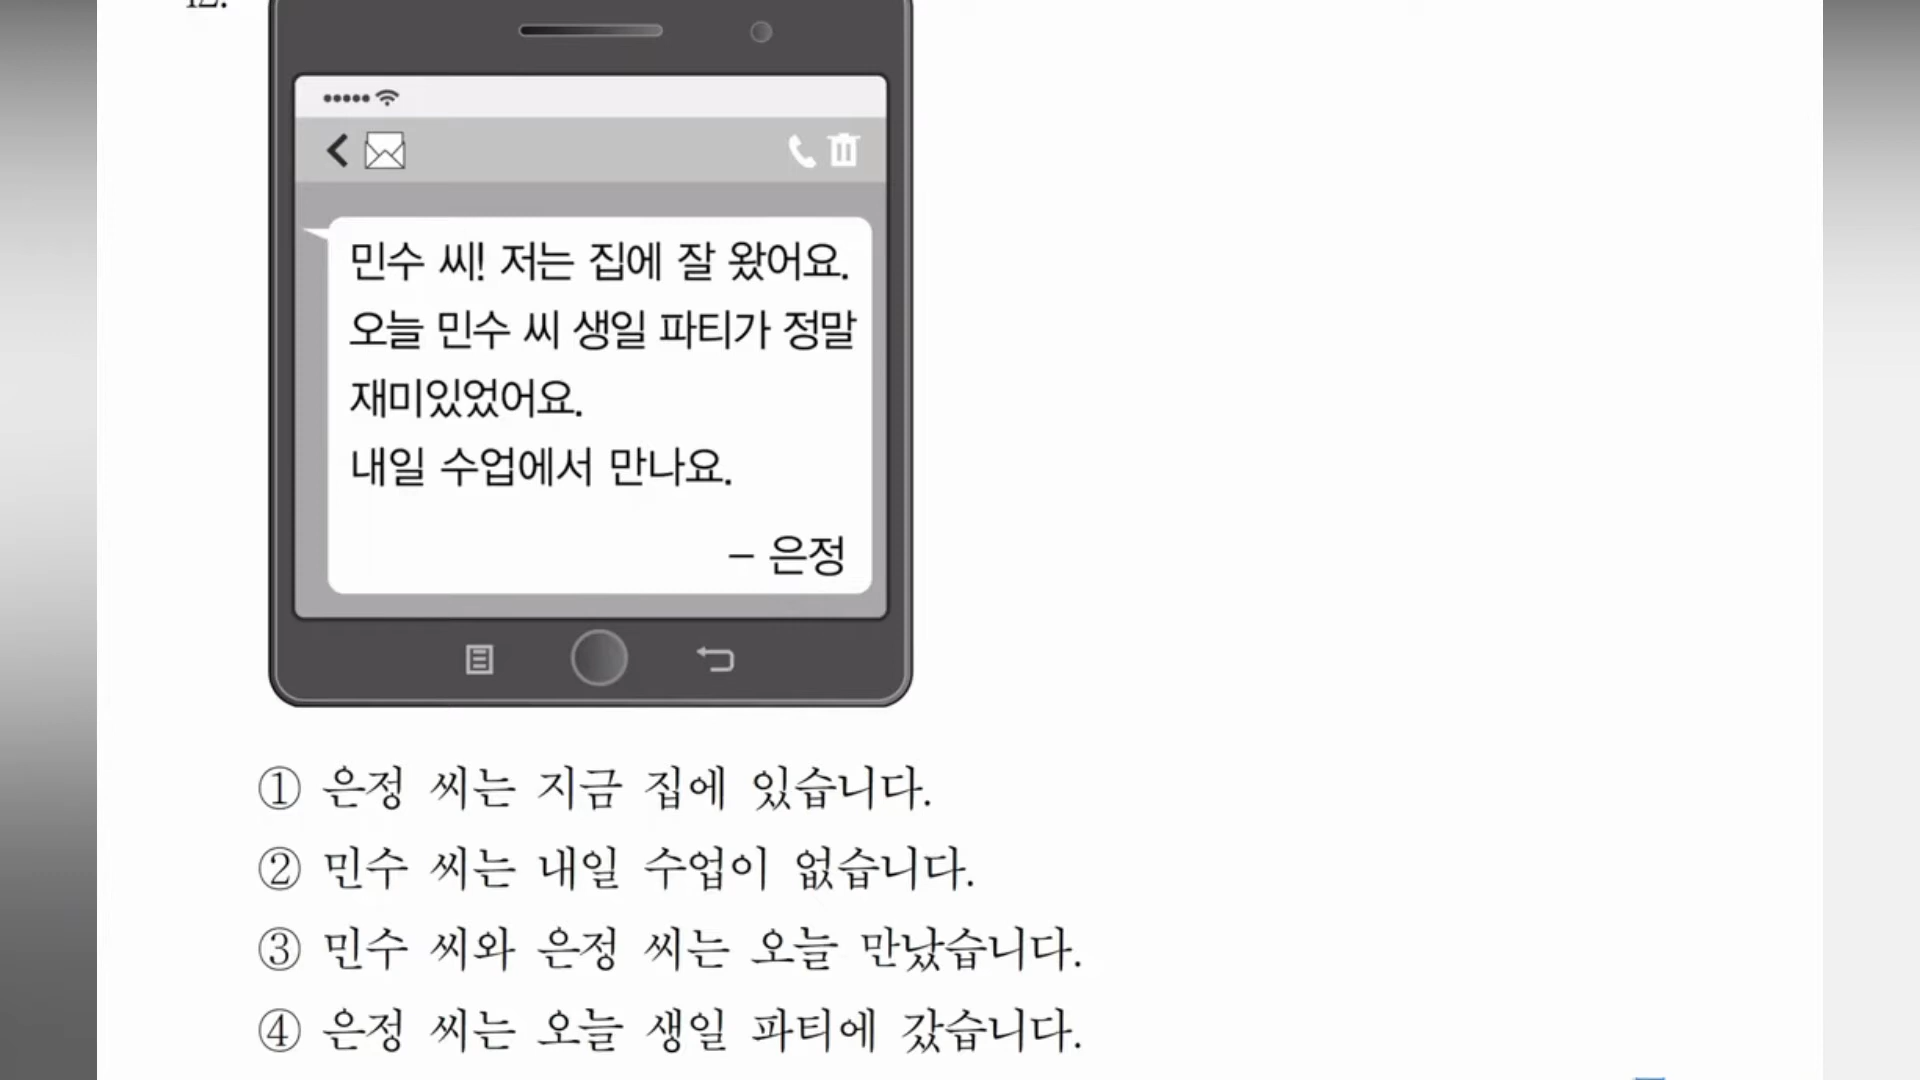 민수 씨! 저는 집에 잘 왔어요.
오늘 민수 씨 생일 파티가 정말
재미있었어요.
내일 수업에서 만나요.
– 은정
① 은정 씨는 지금 집에 있습니다.
② 민수 씨는 내일 수업이 없습니다.
③ 민수 씨와 은정 씨는 오늘 만났습니다.
④ 은정 씨는 오늘 생일 파티에 갔습니다.